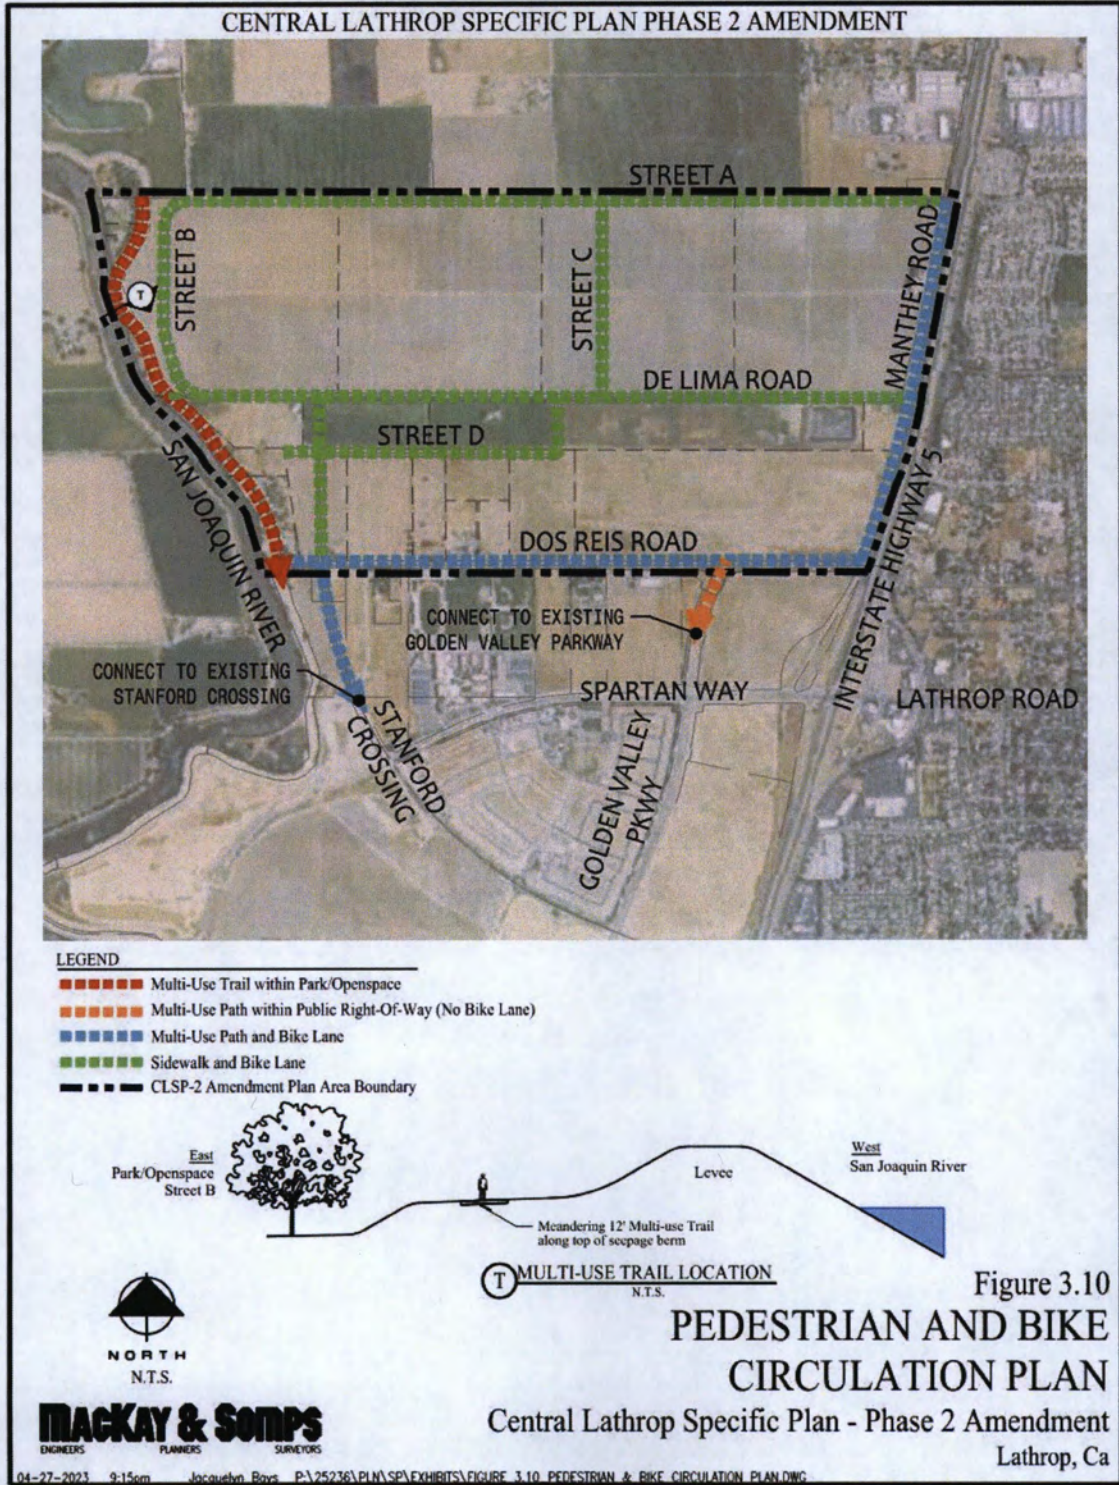 CENTRAL LATHROP SPECIFIC PLAN PHASE 2 AMENDMENT
STREET A
STREET B
STREET C
MANTHEY ROAD
T
DE LIMA ROAD
STREET D
SAN JOAQUIN RIVER
DOS REIS ROAD
INTERSTATE HIGHWAY 5
CONNECT TO EXISTING
GOLDEN VALLEY PARKWAY
CONNECT TO EXISTING
STANFORD CROSSING
SPARTAN WAY
LATHROP ROAD
STANFORD
CROSSING
GOLDEN VALLEY
PKWY
LEGEND
Multi-Use Trail within Park/Openspace
Multi-Use Path within Public Right-Of-Way (No Bike Lane)
Multi-Use Path and Bike Lane
Sidewalk and Bike Lane
CLSP-2 Amendment Plan Area Boundary
East
Park/Openspace
Street B
Levee
West
San Joaquin River
Meandering 12' Multi-use Trail
along top of seepage berm
T MULTI-USE TRAIL LOCATION
N.T.S.
NORTH
N.T.S.
Figure 3.10
PEDESTRIAN AND BIKE
CIRCULATION PLAN
Central Lathrop Specific Plan - Phase 2 Amendment
Lathrop, Ca
MACKAY & SOMPS
ENGINEERS PLANNERS SURVEYORS
04-27-2023 9:15pm Jacquelyn Bays P:\25236\PLN\SP\EXHIBITS\FIGURE 3.10 PEDESTRIAN & BIKE CIRCULATION PLAN.DWG